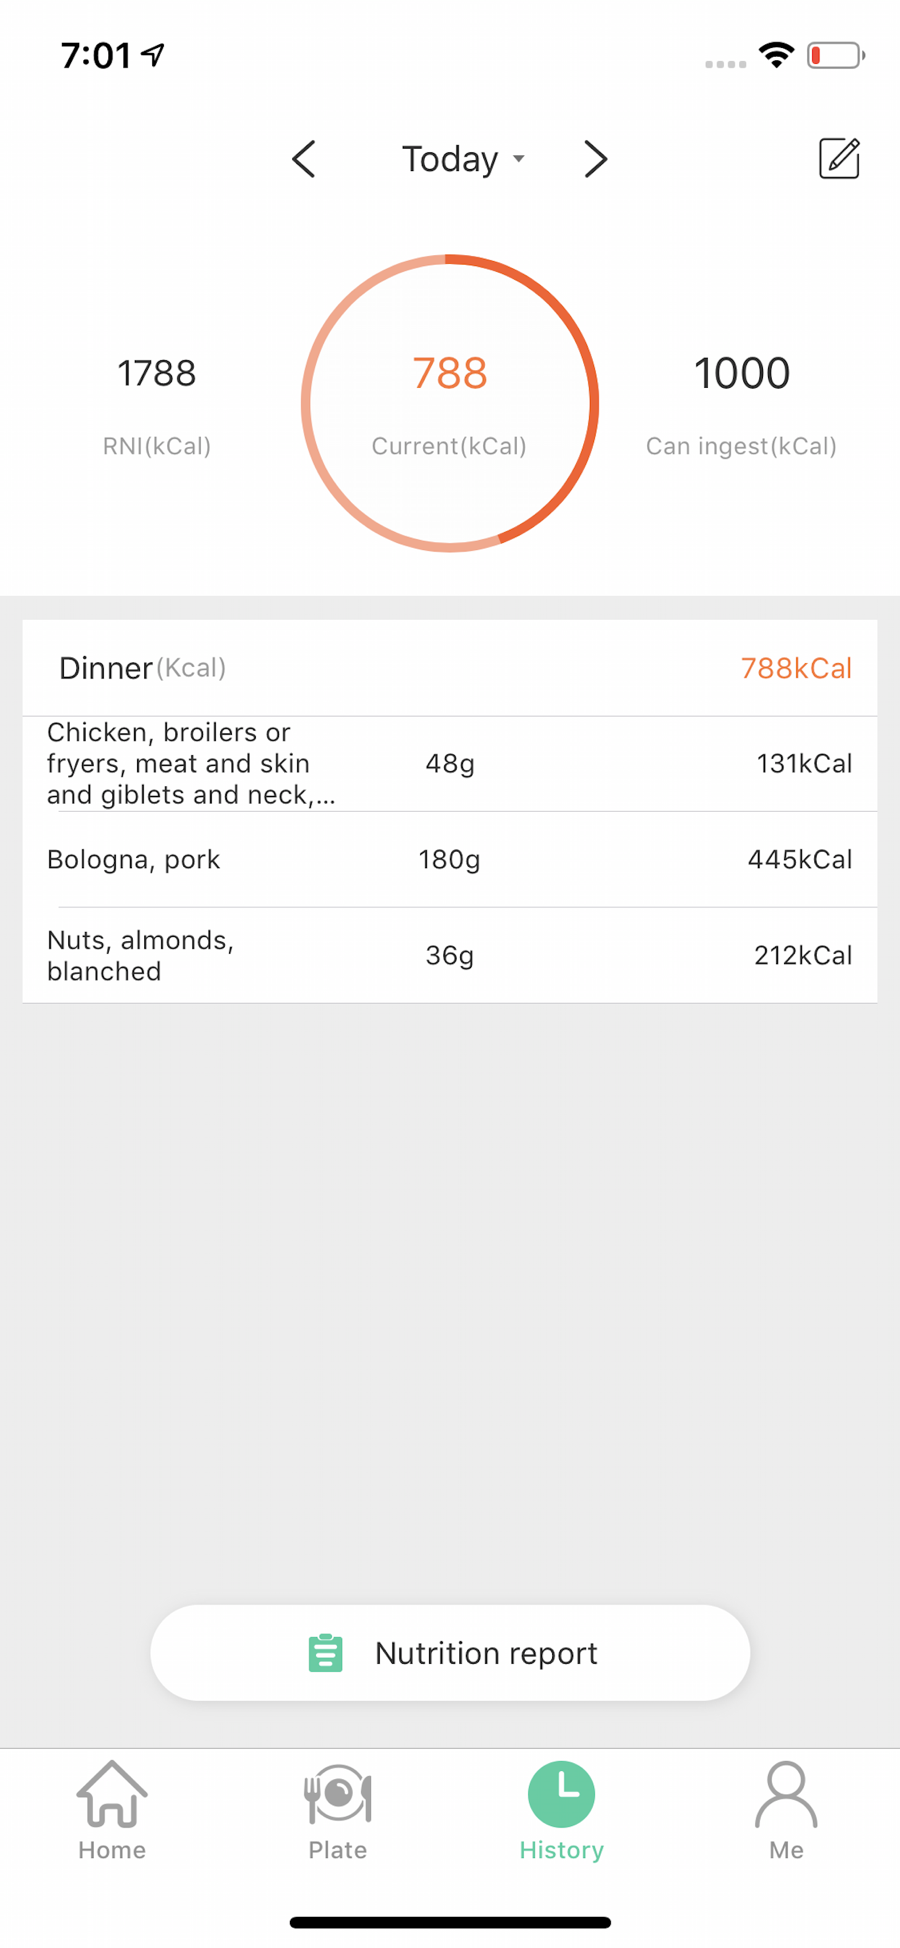 7:01
Today
1788
788
1000
RNI(kCal)
Current(kCal)
Can ingest(kCal)
Dinner(Kcal)
788kCal
Chicken, broilers or
fryers, meat and skin
and giblets and neck,...
48g
131kCal
Bologna, pork
180g
445kCal
Nuts, almonds,
blanched
36g
212kCal
Nutrition report
Home
Plate
History
Me